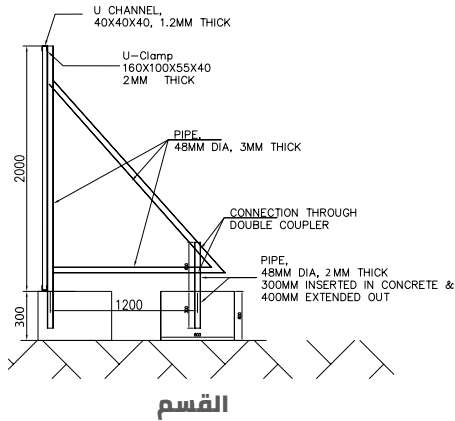 U CHANNEL,
40X40X40, 1.2MM THICK
U-Clamp
160X100X55X40
2MM THICK
PIPE,
48MM DIA, 3MM THICK
2000
CONNECTION THROUGH
DOUBLE COUPLER
PIPE,
48MM DIA, 2MM THICK
300MM INSERTED IN CONCRETE &
400MM EXTENDED OUT
300
1200
القسم